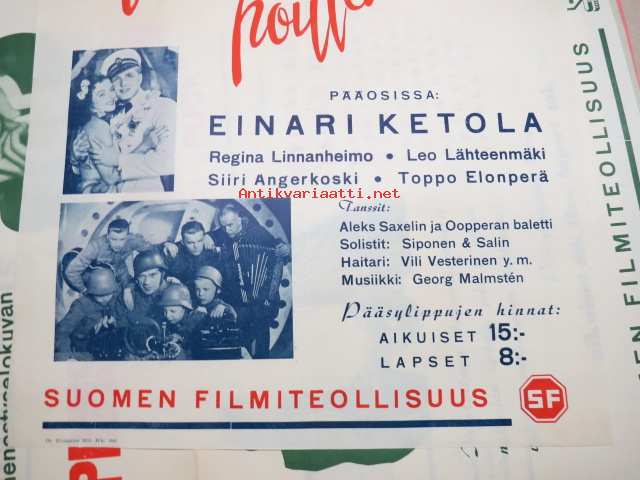 PÄÄOSISSA:
EINARI KETOLA
Regina Linnanheimo • Leo Lähteenmäki
Siiri Angerkoski • Toppo Elonperä
Antikvariaatti.net
Tanssit:
Aleks Saxelin ja Oopperan baletti
Solistit: Siponen & Salin
Haitari: Vili Vesterinen y. m.
Musiikki: Georg Malmstén
Pääsylippujen hinnat:
AIKUISET 15:-
LAPSET 8:-
SUOMEN FILMITEOLLISUUS SF
FILMITEOLLISUUS